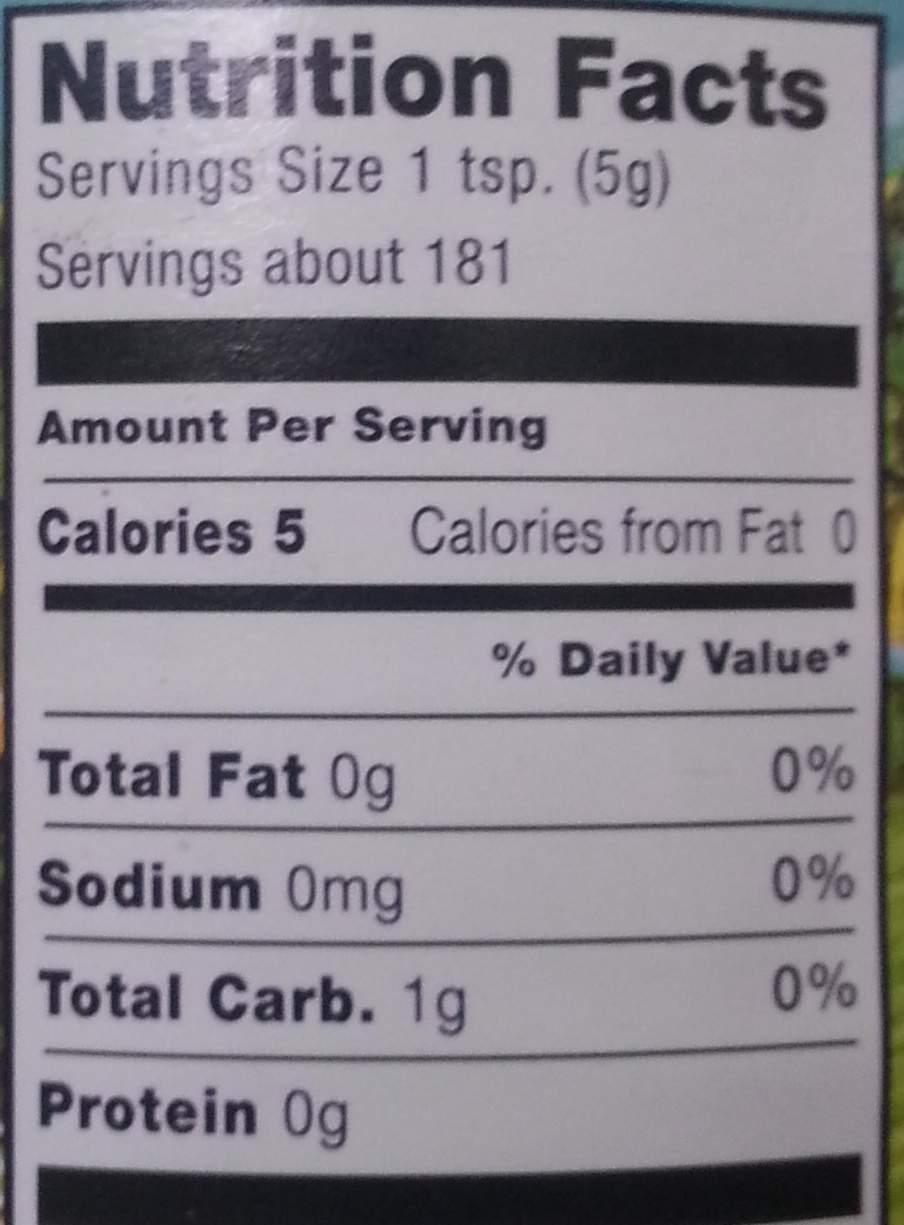 Nutrition Facts
Servings Size 1 tsp. (5g)
Servings about 181
Amount Per Serving
Calories 5 Calories from Fat 0
% Daily Value*
Total Fat 0g 0%
Sodium 0mg 0%
Total Carb. 1g 0%
Protein 0g